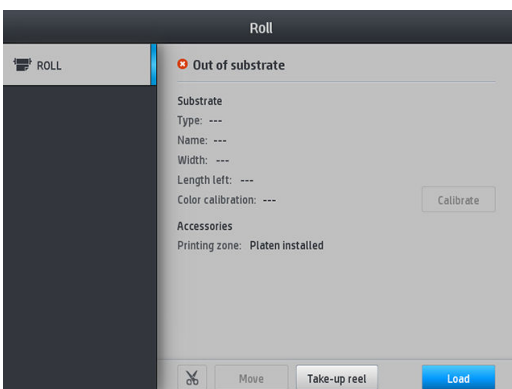 Roll
ROLL
Out of substrate
Substrate
Type: ---
Name: ---
Width: ---
Length left: ---
Color calibration: ---
Calibrate
Accessories
Printing zone: Platen installed
Move
Take-up reel
Load